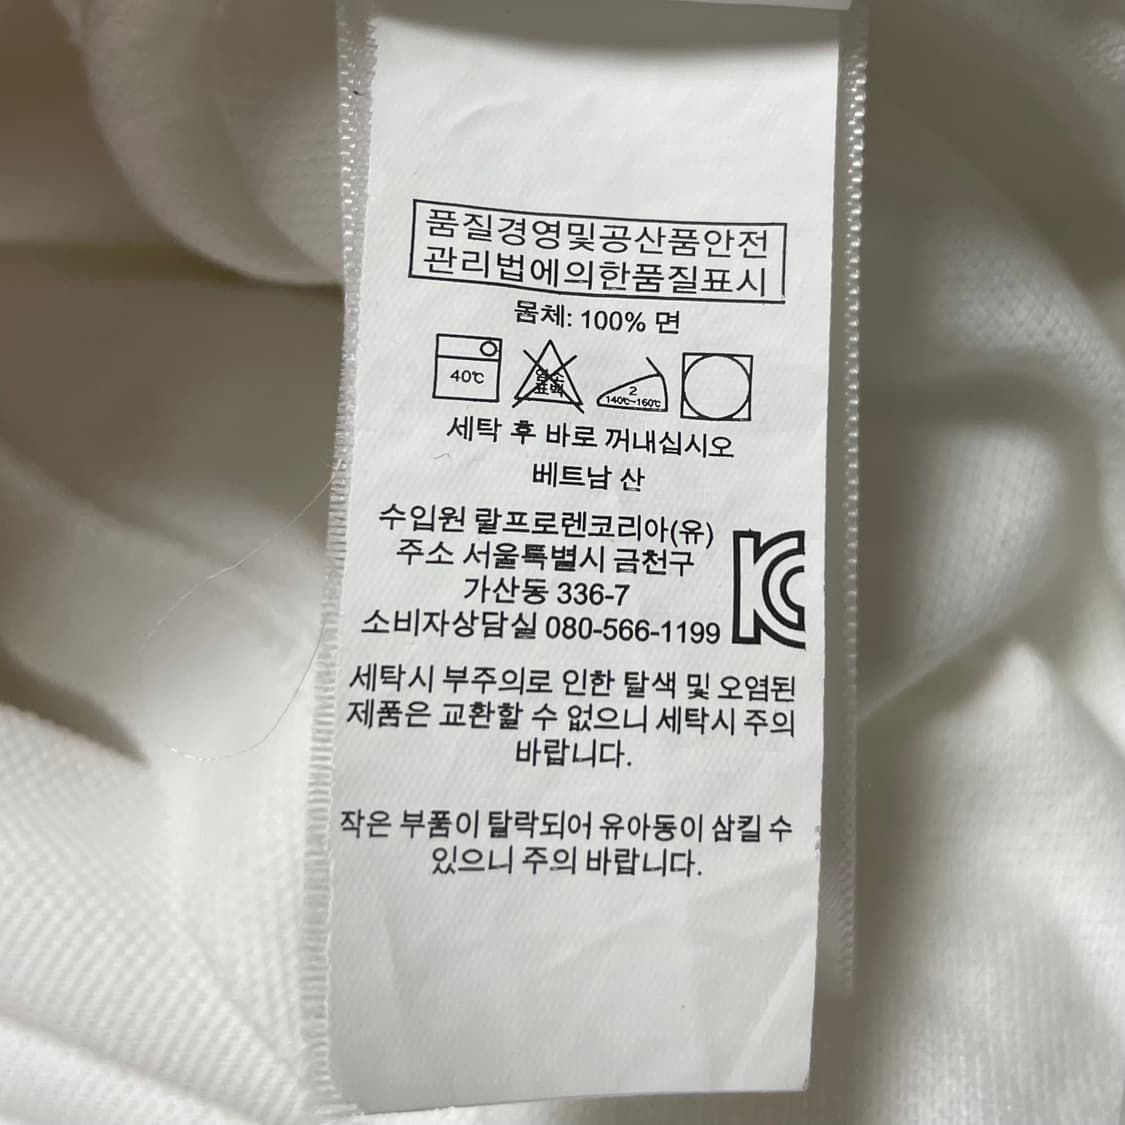 품질경영및공산품안전
관리법에의한품질표시
몸체: 100% 면
40℃
염소
표백
2
140℃~160℃
세탁 후 바로 꺼내십시오
베트남 산
수입원 랄프로렌코리아(유)
주소 서울특별시 금천구
가산동 336-7
소비자상담실 080-566-1199
KC
세탁시 부주의로 인한 탈색 및 오염된
제품은 교환할 수 없으니 세탁시 주의
바랍니다.
작은 부품이 탈락되어 유아동이 삼킬 수
있으니 주의 바랍니다.